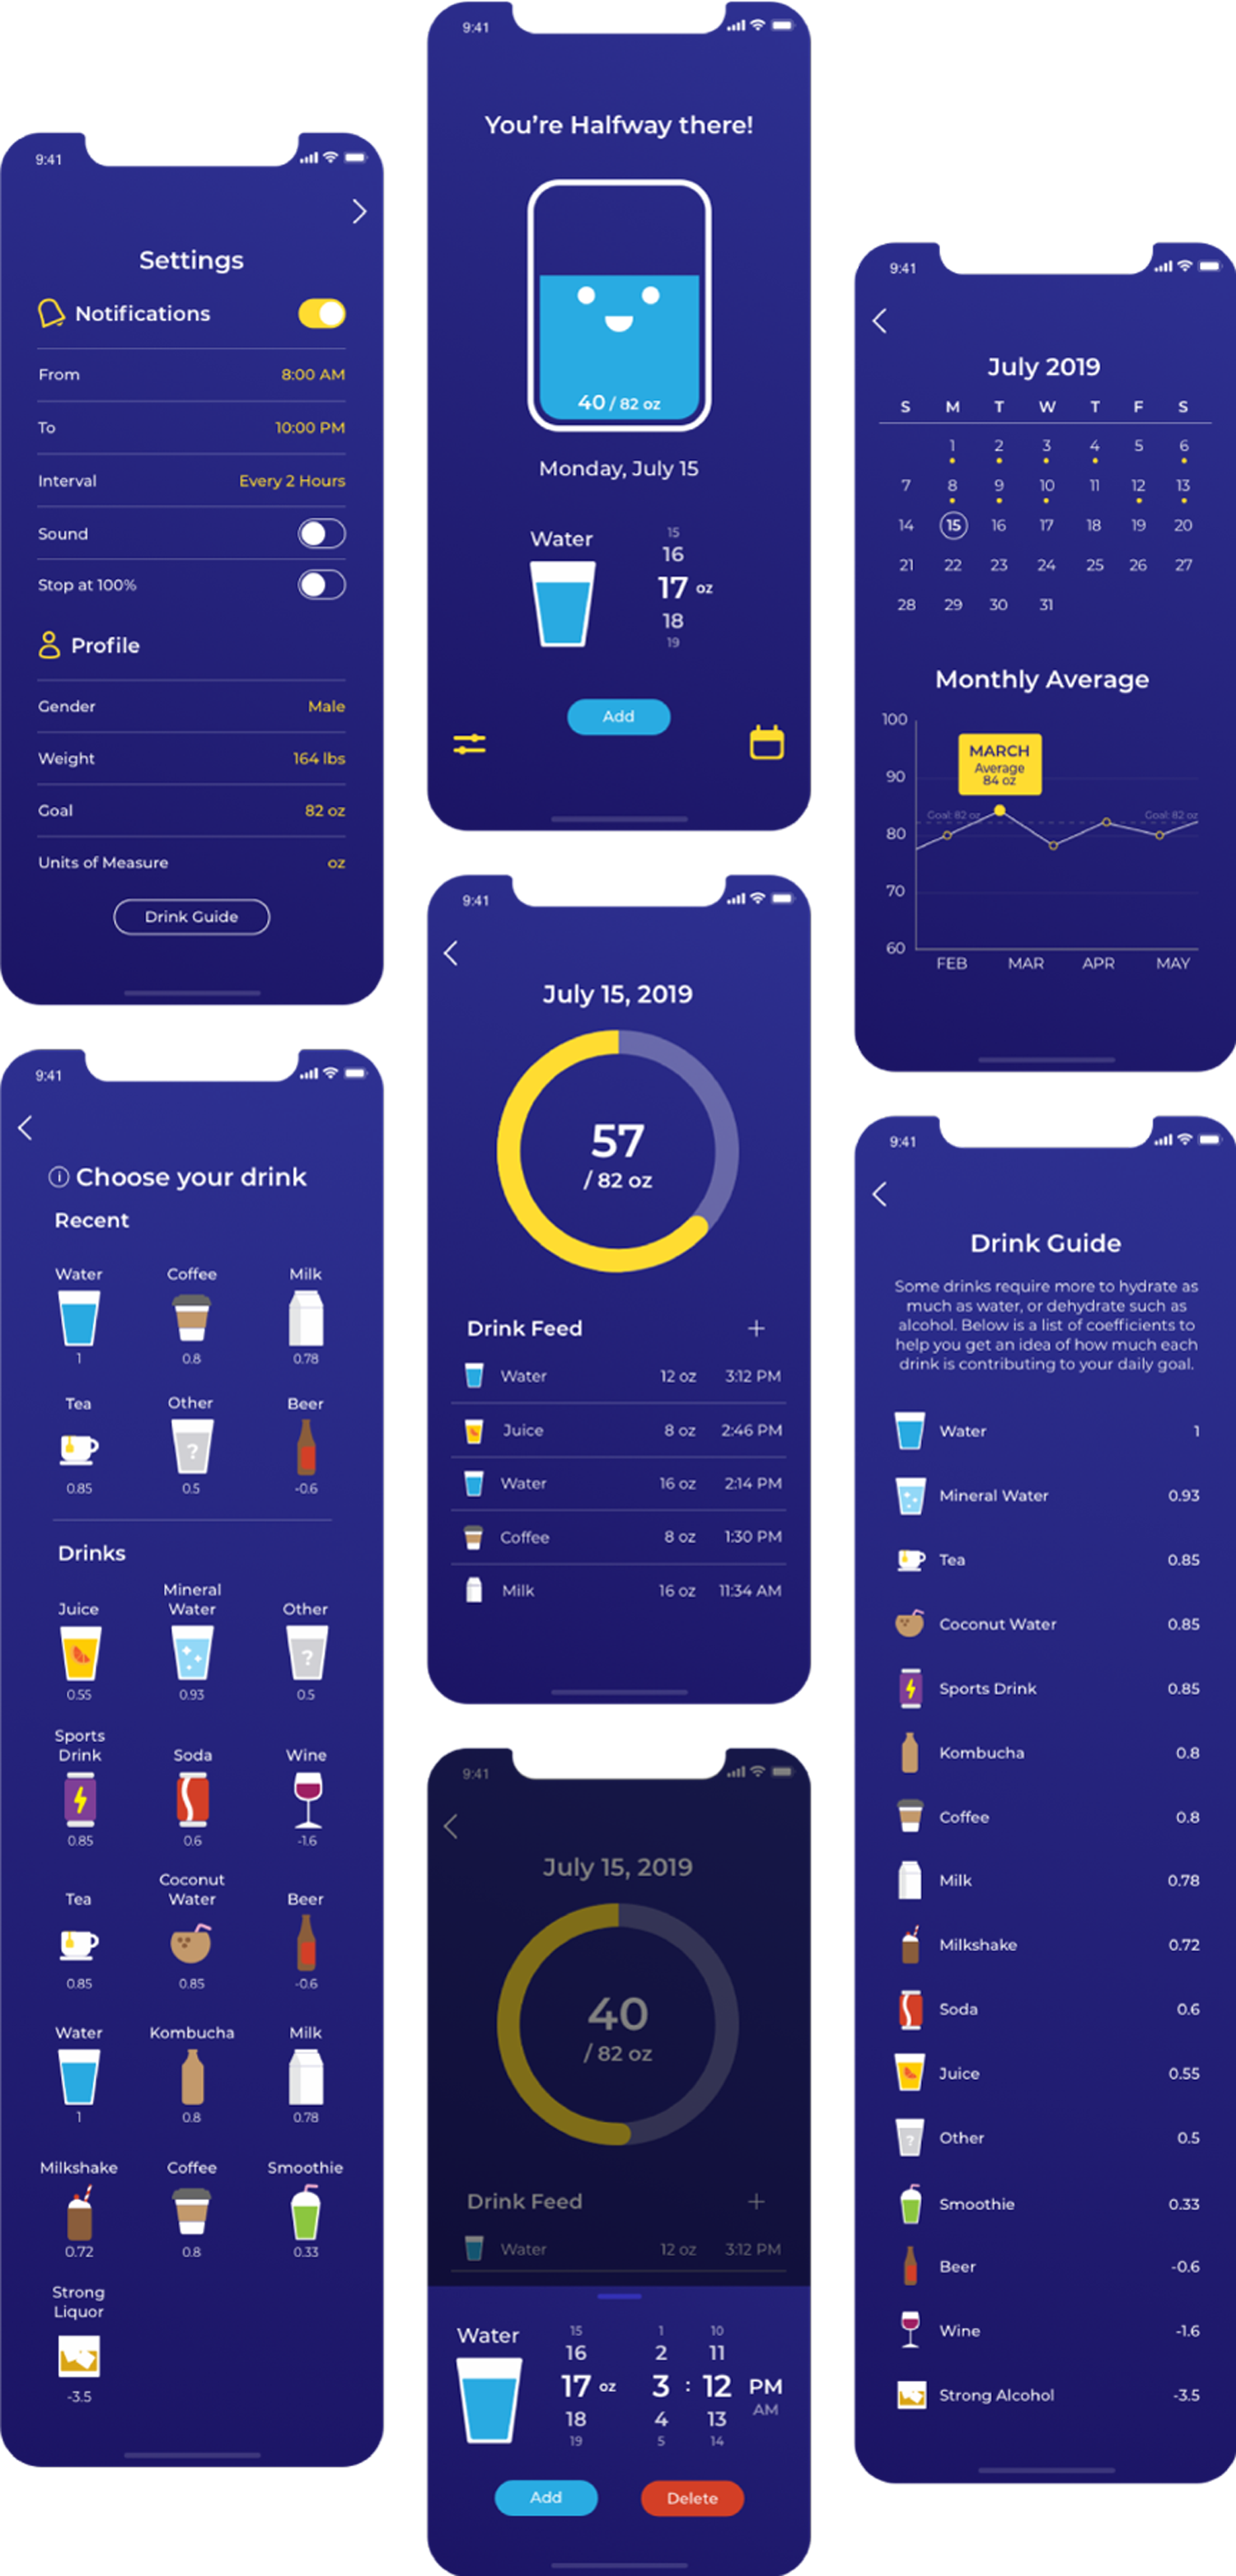 9:41
Settings
Notifications
From 8:00 AM
To 10:00 PM
Interval Every 2 Hours
Sound
Stop at 100%
Profile
Gender Male
Weight 164 lbs
Goal 82 oz
Units of Measure oz
Drink Guide
9:41
Choose your drink
Recent
Water Coffee Milk
1 0.8 0.78
Tea Other Beer
?
0.85 0.5 -0.6
Drinks
Juice Mineral Water Other
?
0.55 0.93 0.5
Sports Drink Soda Wine
0.85 0.6 -1.6
Tea Coconut Water Beer
0.85 0.85 -0.6
Water Kombucha Milk
1 0.8 0.78
Milkshake Coffee Smoothie
0.72 0.8 0.33
Strong
Liquor
-3.5
9:41
You're Halfway there!
40 / 82 oz
Monday, July 15
Water
15
16
17 oz
18
19
Add
9:41
July 15, 2019
57
/ 82 oz
Drink Feed +
Water 12 oz 3:12 PM
Juice 8 oz 2:46 PM
Water 16 oz 2:14 PM
Coffee 8 oz 1:30 PM
Milk 16 oz 11:34 AM
9:41
July 15, 2019
40
/ 82 oz
Drink Feed +
Water 12 oz 3:12 PM
Water
15 1 10
16 2 11
17 oz 3 : 12 PM
18 4 13 AM
19 5 14
Add Delete
9:41
July 2019
S M T W T F S
1 2 3 4 5 6
7 8 9 10 11 12 13
14 15 16 17 18 19 20
21 22 23 24 25 26 27
28 29 30 31
Monthly Average
100
MARCH
Average
84 oz
90
Goal: 82 oz Goal: 82 oz
80
70
60
FEB MAR APR MAY
9:41
Drink Guide
Some drinks require more to hydrate as
much as water, or dehydrate such as
alcohol. Below is a list of coefficients to
help you get an idea of how much each
drink is contributing to your daily goal.
Water 1
Mineral Water 0.93
Tea 0.85
Coconut Water 0.85
Sports Drink 0.85
Kombucha 0.8
Coffee 0.8
Milk 0.78
Milkshake 0.72
Soda 0.6
Juice 0.55
? Other 0.5
Smoothie 0.33
Beer -0.6
Wine -1.6
Strong Alcohol -3.5